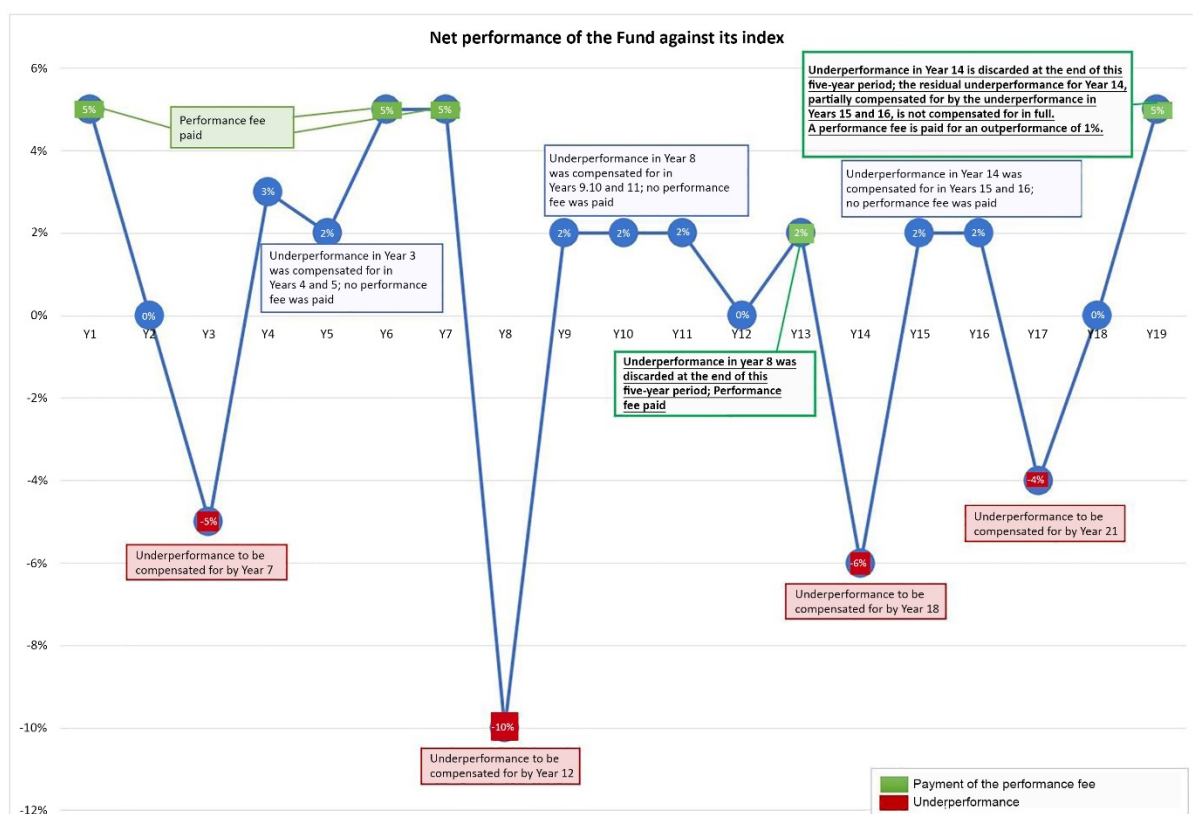 Net performance of the Fund against its index
6%
4%
2%
0%
-2%
-4%
-6%
-8%
-10%
-12%
Y1
Y2
Y3
Y4
Y5
Y6
Y7
Y8
Y9
Y10
Y11
Y12
Y13
Y14
Y15
Y16
Y17
Y18
Y19
5%
0%
-5%
3%
2%
5%
5%
-10%
2%
2%
2%
0%
2%
-6%
2%
2%
-4%
0%
5%
Performance fee
paid
Underperformance in Year 3
was compensated for in
Years 4 and 5; no performance
fee was paid
Underperformance to be
compensated for by Year 7
Underperformance to be
compensated for by Year 12
Underperformance in Year 8
was compensated for in
Years 9.10 and 11; no performance
fee was paid
Underperformance in year 8 was
discarded at the end of this
five-year period; Performance
fee paid
Underperformance to be
compensated for by Year 18
Underperformance in Year 14 was
compensated for in Years 15 and 16;
no performance fee was paid
Underperformance to be
compensated for by Year 21
Underperformance in Year 14 is discarded at the end of this
five-year period; the residual underperformance for Year 14,
partially compensated for by the underperformance in
Years 15 and 16, is not compensated for in full.
A performance fee is paid for an outperformance of 1%.
Payment of the performance fee
Underperformance